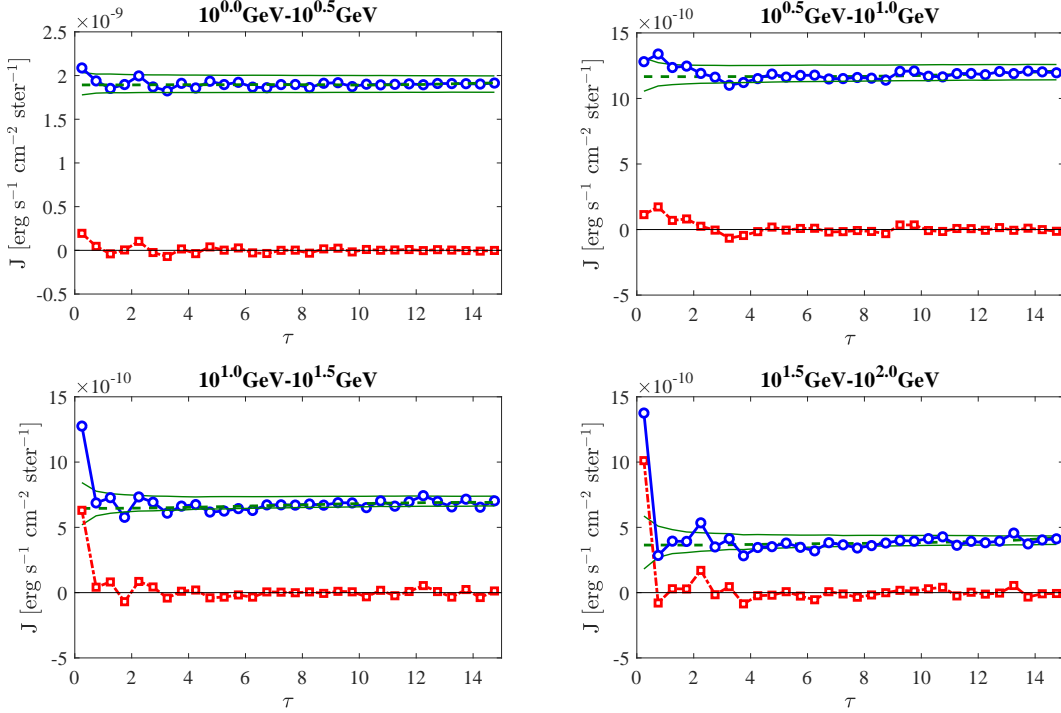 ×10^-9 10^0.0GeV-10^0.5GeV
2.5
2
1.5
1
0.5
0
-0.5
J [erg s^−1 cm^−2 ster^−1]
0 2 4 6 8 10 12 14
τ
×10^-10 10^0.5GeV-10^1.0GeV
15
10
5
0
-5
J [erg s^−1 cm^−2 ster^−1]
0 2 4 6 8 10 12 14
τ
×10^-10 10^1.0GeV-10^1.5GeV
15
10
5
0
-5
J [erg s^−1 cm^−2 ster^−1]
0 2 4 6 8 10 12 14
τ
×10^-10 10^1.5GeV-10^2.0GeV
15
10
5
0
-5
J [erg s^−1 cm^−2 ster^−1]
0 2 4 6 8 10 12 14
τ